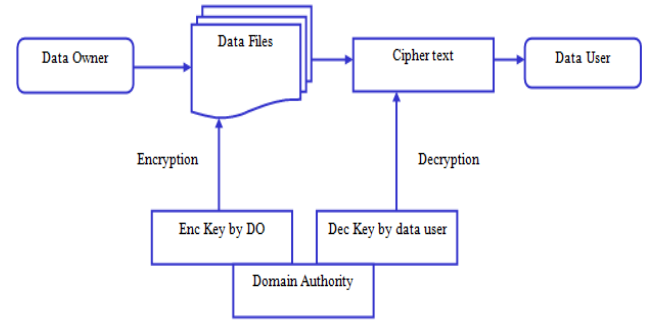 Data Owner
Data Files
Cipher text
Data User
Encryption
Decryption
Enc Key by DO
Dec Key by data user
Domain Authority